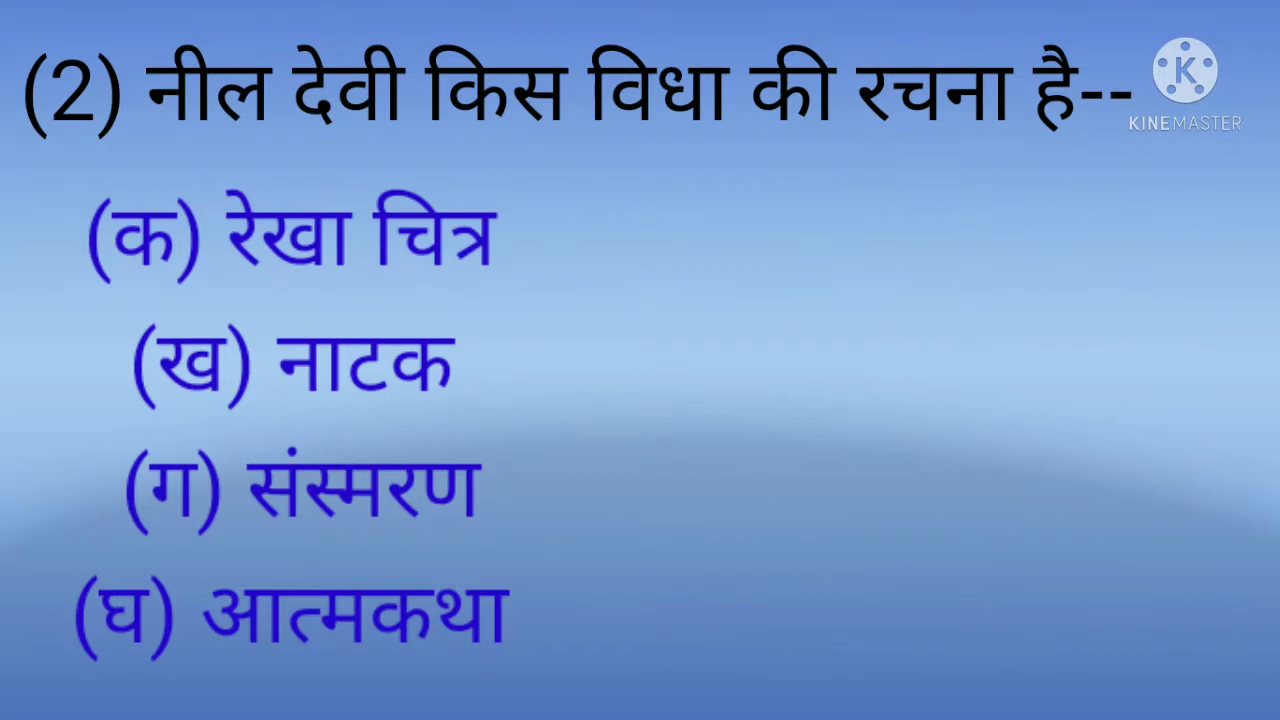 (2) नील देवी किस विधा की रचना है--
KINEMASTER
(क) रेखा चित्र
(ख) नाटक
(ग) संस्मरण
(घ) आत्मकथा